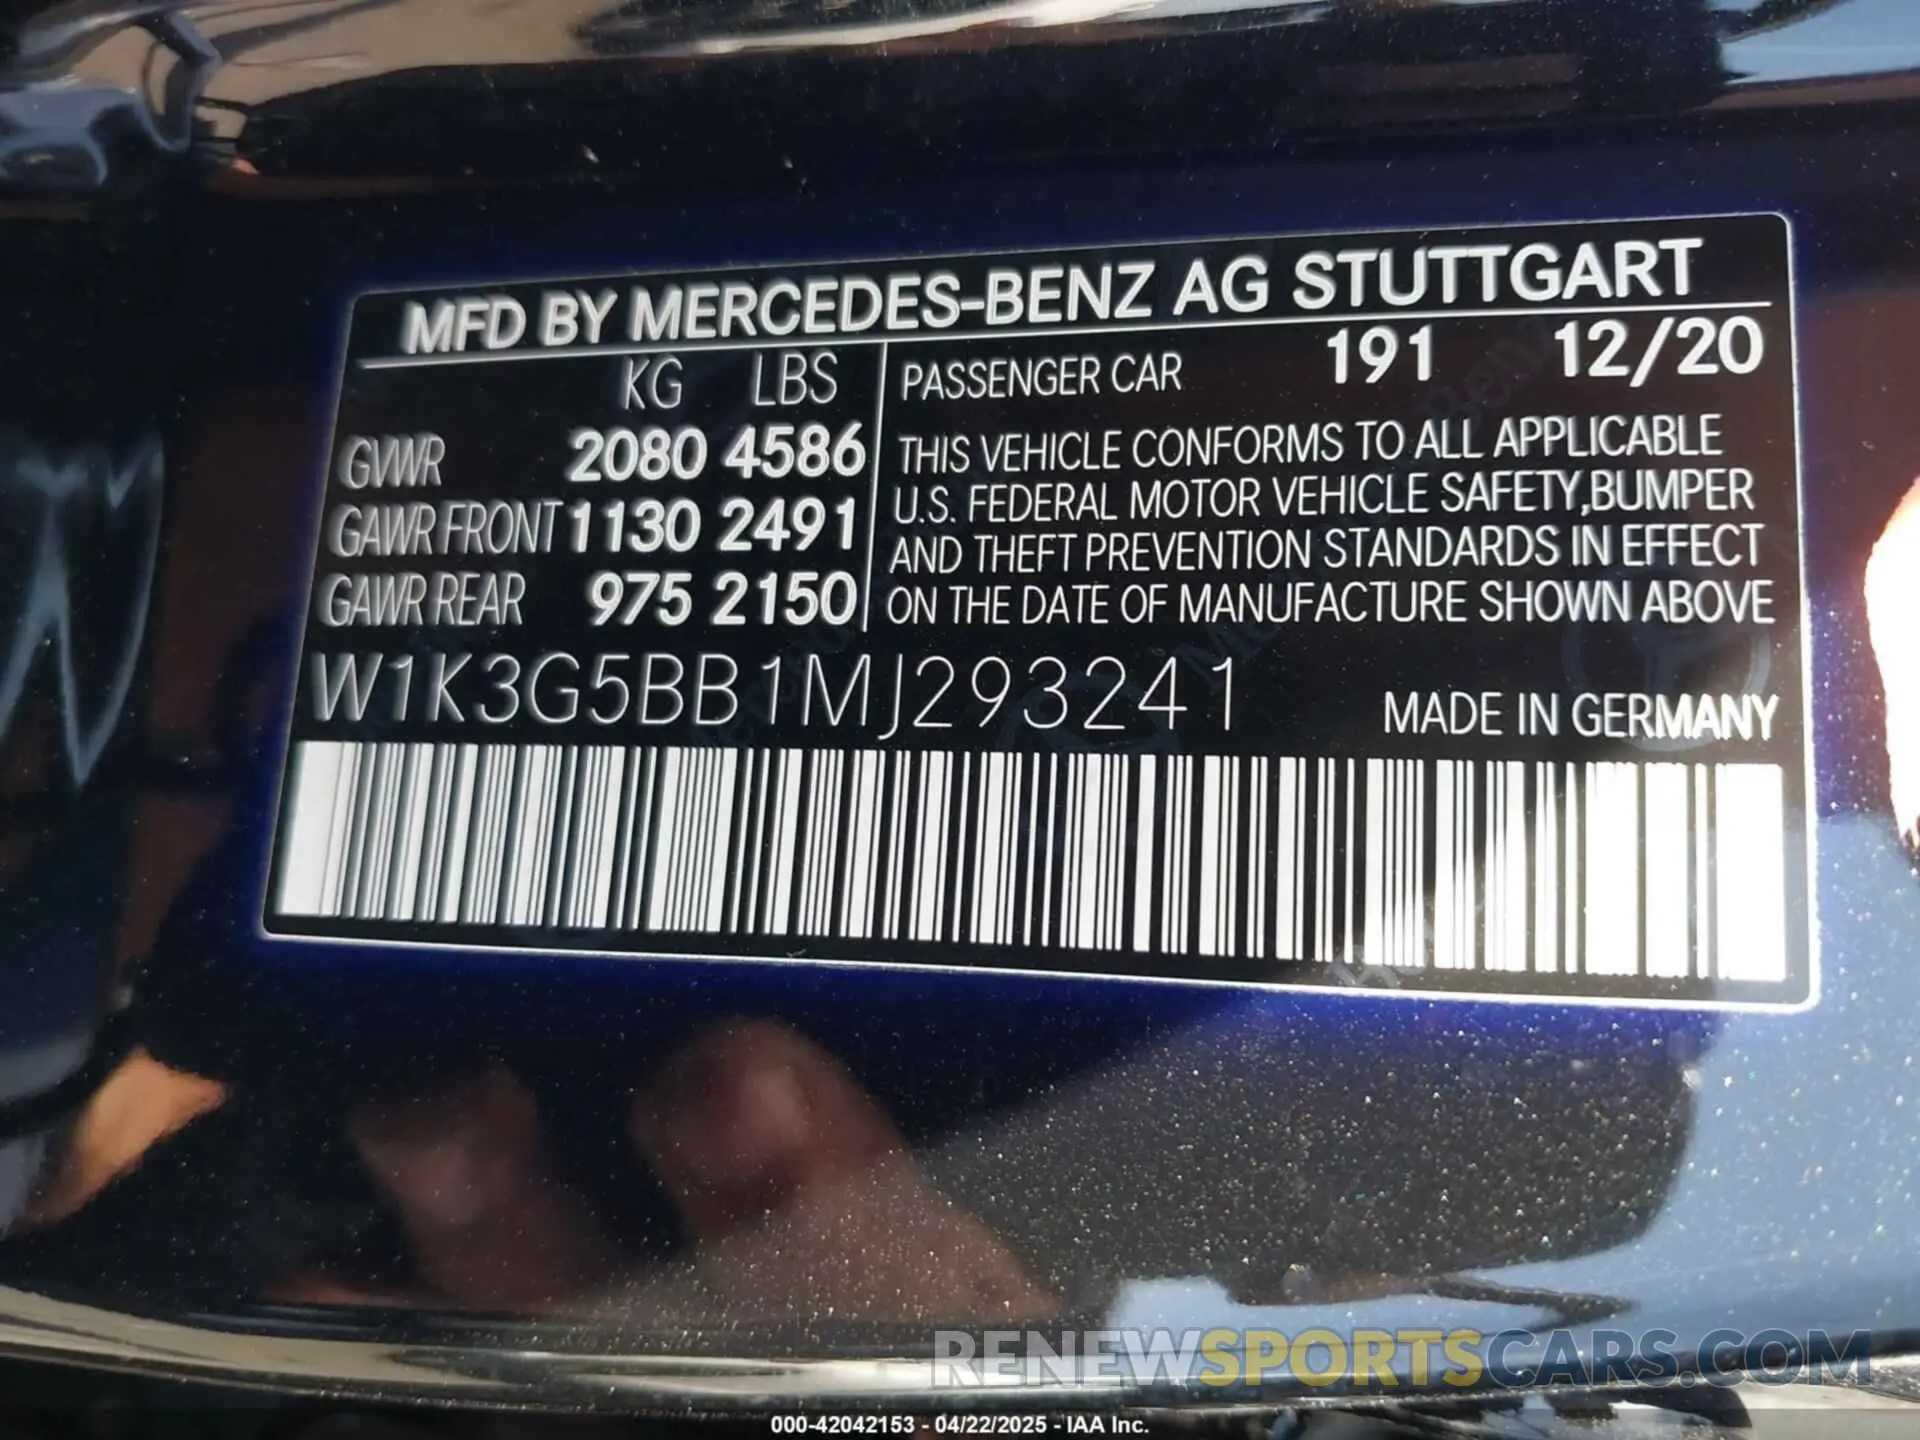 MFD BY MERCEDES-BENZ AG STUTTGART
KG LBS
GVWR 2080 4586
GAWR FRONT 1130 2491
GAWR REAR 975 2150
PASSENGER CAR 191 12/20
THIS VEHICLE CONFORMS TO ALL APPLICABLE
U.S. FEDERAL MOTOR VEHICLE SAFETY,BUMPER
AND THEFT PREVENTION STANDARDS IN EFFECT
ON THE DATE OF MANUFACTURE SHOWN ABOVE
W1K3G5BB1MJ293241
MADE IN GERMANY
RENEWSPORTSCARS.COM
000-42042153 - 04/22/2025 - IAA Inc.